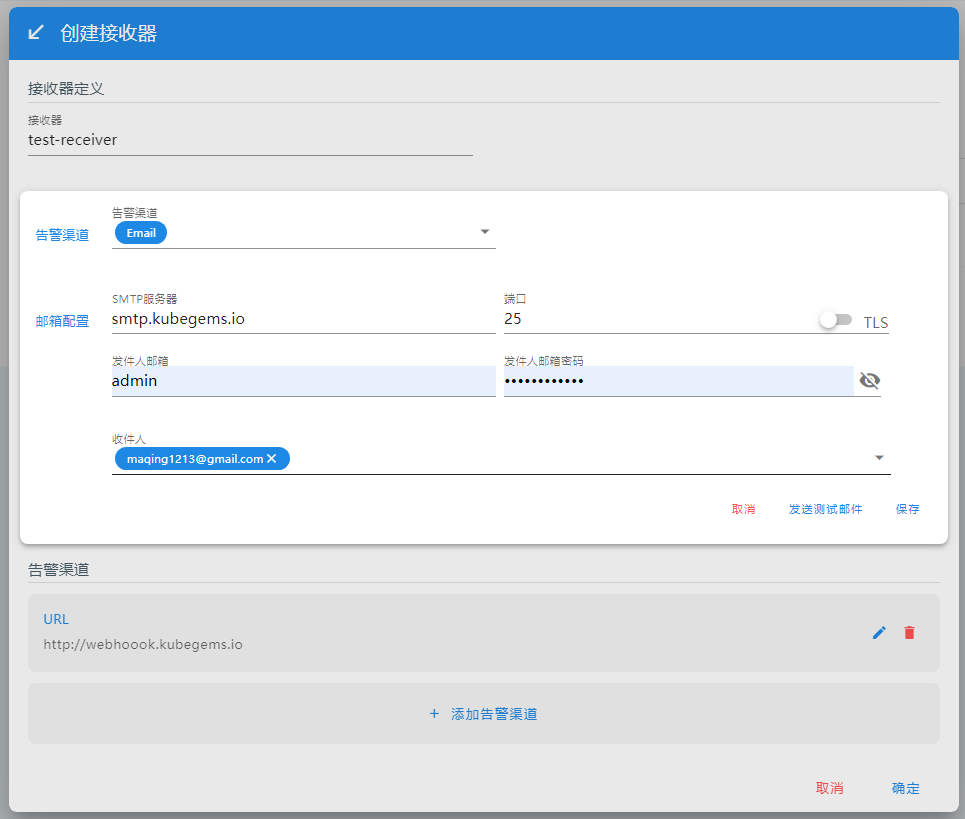 创建接收器
接收器定义
接收器
test-receiver
告警渠道
告警渠道
Email
邮箱配置
SMTP服务器
smtp.kubegems.io
端口
25
TLS
发件人邮箱
admin
发件人邮箱密码
••••••••••••
收件人
maqing1213@gmail.com
取消 发送测试邮件 保存
告警渠道
URL
http://webhoook.kubegems.io
+ 添加告警渠道
取消 确定